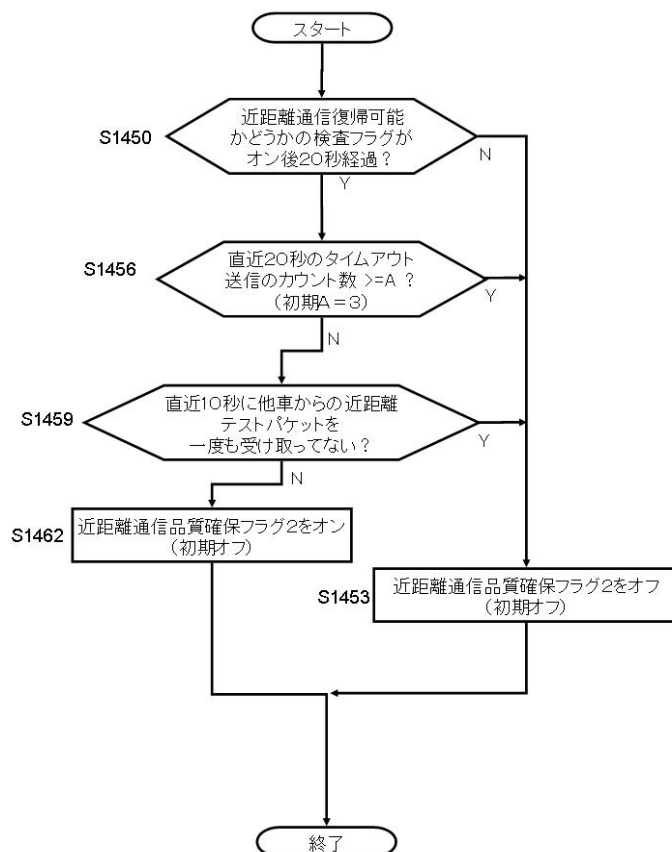 スタート
S1450
近距離通信復帰可能
かどうかの検査フラグが
オン後20秒経過？
N
Y
S1456
直近20秒のタイムアウト
送信のカウント数 >=A ？
(初期A＝3)
Y
N
S1459
直近10秒に他車からの近距離
テストパケットを
一度も受け取ってない？
Y
N
S1462
近距離通信品質確保フラグ2をオン
(初期オフ)
S1453
近距離通信品質確保フラグ2をオフ
(初期オフ)
終了